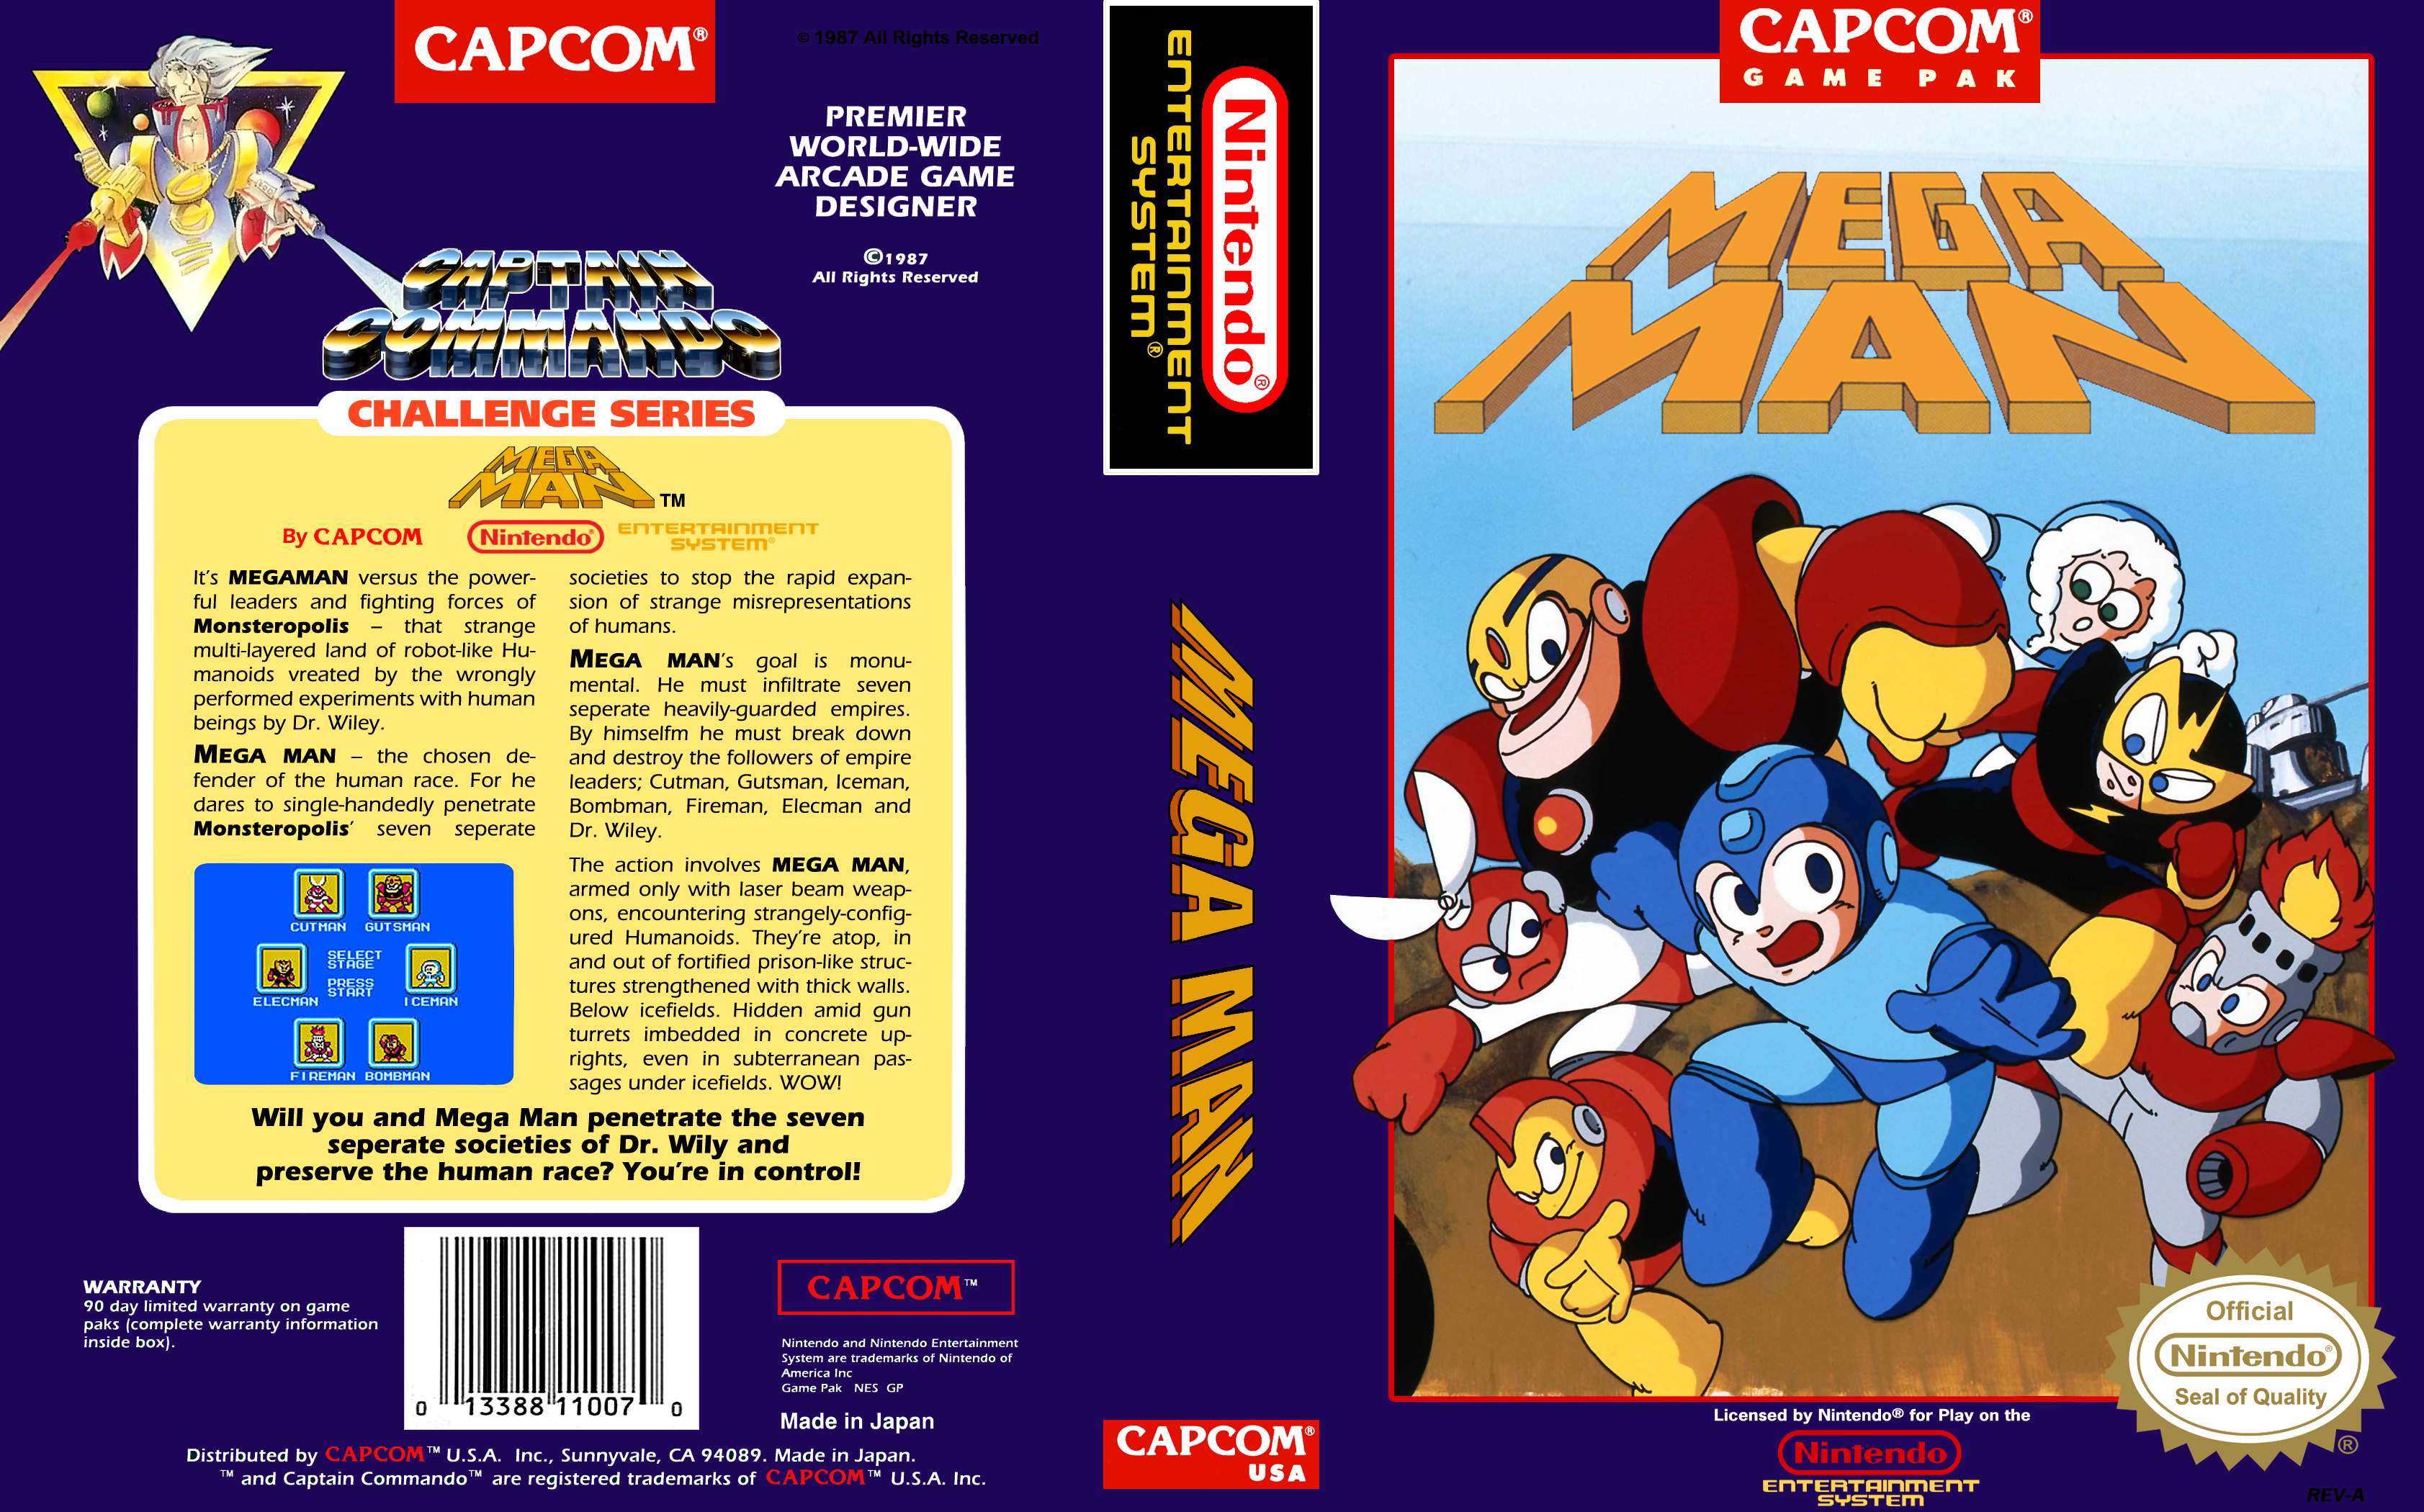 CAPCOM®
© 1987 All Rights Reserved
PREMIER
WORLD-WIDE
ARCADE GAME
DESIGNER
©1987
All Rights Reserved
CAPTAIN
COMMANDO
CHALLENGE SERIES
MEGA
MAN TM
By CAPCOM
Nintendo®
ENTERTAINMENT
SYSTEM®
It's MEGAMAN versus the power-
ful leaders and fighting forces of
Monsteropolis – that strange
multi-layered land of robot-like Hu-
manoids vreated by the wrongly
performed experiments with human
beings by Dr. Wiley.
MEGA MAN – the chosen de-
fender of the human race. For he
dares to single-handedly penetrate
Monsteropolis' seven seperate
societies to stop the rapid expan-
sion of strange misrepresentations
of humans.
MEGA MAN's goal is monu-
mental. He must infiltrate seven
seperate heavily-guarded empires.
By himselfm he must break down
and destroy the followers of empire
leaders; Cutman, Gutsman, Iceman,
Bombman, Fireman, Elecman and
Dr. Wiley.
The action involves MEGA MAN,
armed only with laser beam weap-
ons, encountering strangely-config-
ured Humanoids. They're atop, in
and out of fortified prison-like struc-
tures strengthened with thick walls.
Below icefields. Hidden amid gun
turrets imbedded in concrete up-
rights, even in subterranean pas-
sages under icefields. WOW!
CUTMAN GUTSMAN
SELECT
STAGE
PRESS
START
ELECMAN ICEMAN
FIREMAN BOMBMAN
Will you and Mega Man penetrate the seven
seperate societies of Dr. Wily and
preserve the human race? You're in control!
WARRANTY
90 day limited warranty on game
paks (complete warranty information
inside box).
0 13388 11007 0
CAPCOM™
Nintendo and Nintendo Entertainment
System are trademarks of Nintendo of
America Inc
Game Pak NES GP
Made in Japan
Distributed by CAPCOM™ U.S.A. Inc., Sunnyvale, CA 94089. Made in Japan.
™ and Captain Commando™ are registered trademarks of CAPCOM™ U.S.A. Inc.
Nintendo®
ENTERTAINMENT
SYSTEM®
MEGA MAN
CAPCOM®
USA
CAPCOM®
GAME PAK
MEGA
MAN
Official
Nintendo®
Seal of Quality
®
Licensed by Nintendo® for Play on the
Nintendo
ENTERTAINMENT
SYSTEM
REV-A